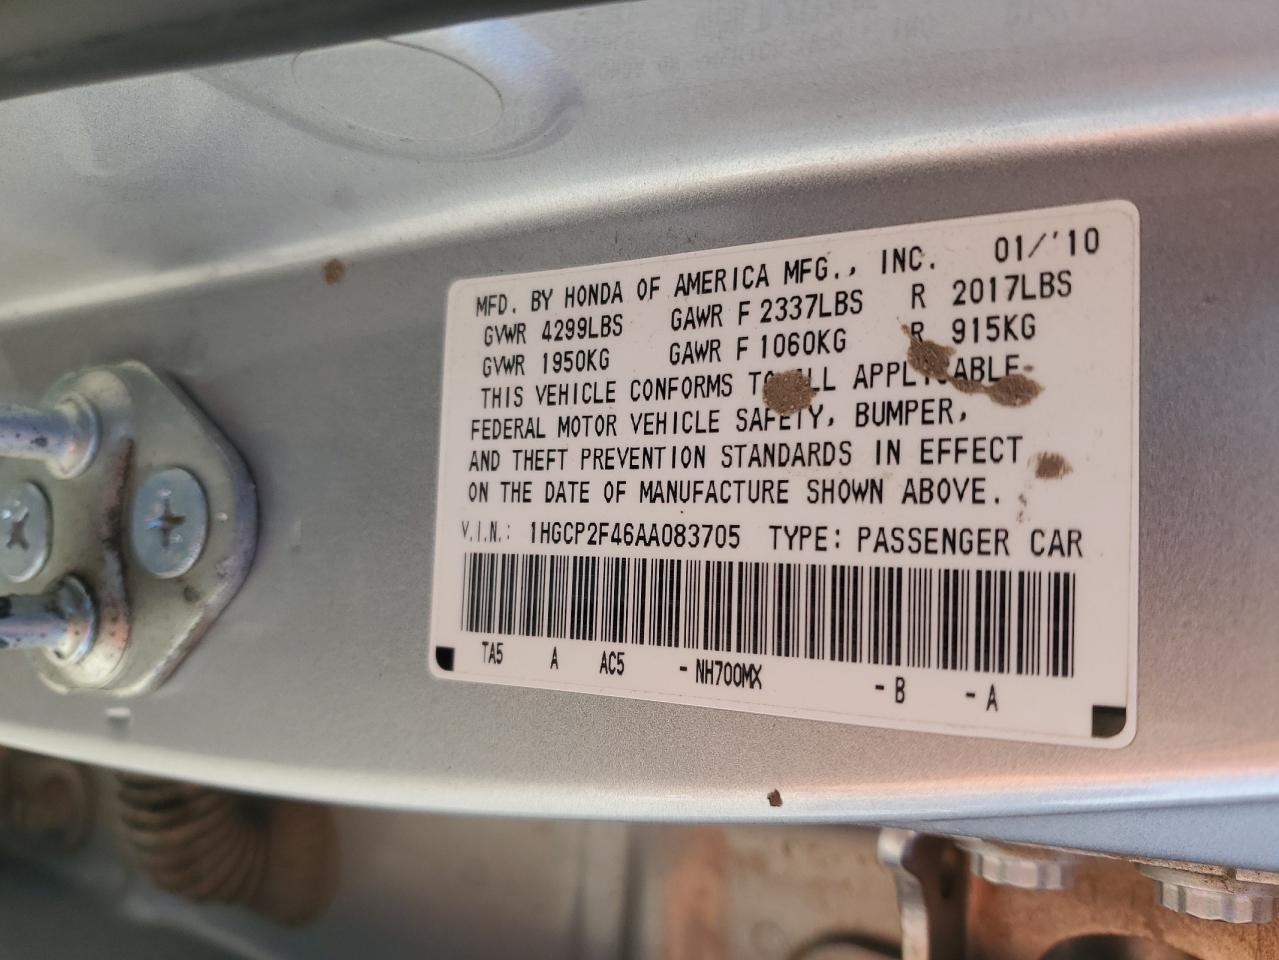 MFD. BY HONDA OF AMERICA MFG., INC. 01/'10
GVWR 4299LBS GAWR F 2337LBS R 2017LBS
GVWR 1950KG GAWR F 1060KG R 915KG
THIS VEHICLE CONFORMS TO ALL APPLICABLE
FEDERAL MOTOR VEHICLE SAFETY, BUMPER,
AND THEFT PREVENTION STANDARDS IN EFFECT
ON THE DATE OF MANUFACTURE SHOWN ABOVE.
V.I.N.: 1HGCP2F46AA083705 TYPE: PASSENGER CAR
TA5 A AC5 - NH700MX - B - A